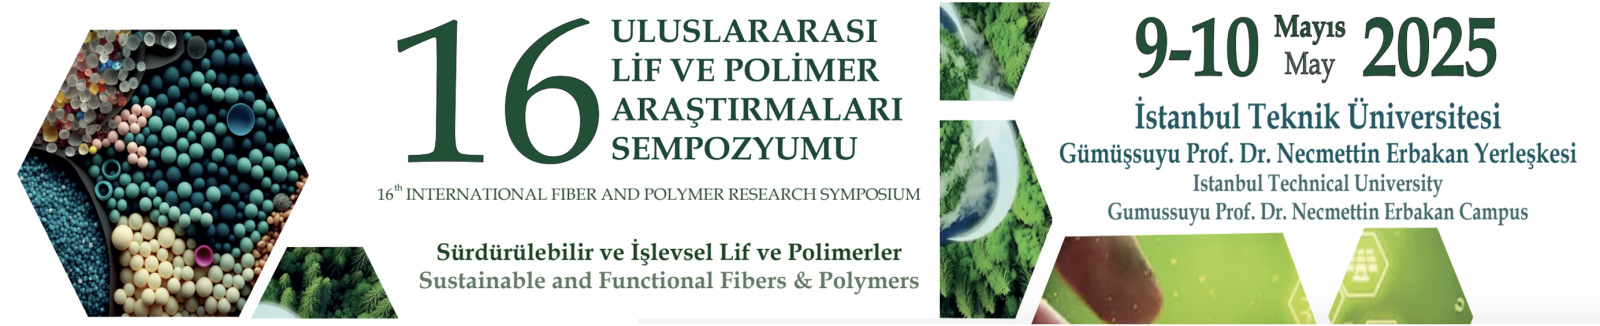 16
ULUSLARARASI
LİF VE POLİMER
ARAŞTIRMALARI
SEMPOZYUMU
16th INTERNATIONAL FIBER AND POLYMER RESEARCH SYMPOSIUM
Sürdürülebilir ve İşlevsel Lif ve Polimerler
Sustainable and Functional Fibers & Polymers
9-10 Mayıs May 2025
İstanbul Teknik Üniversitesi
Gümüşsuyu Prof. Dr. Necmettin Erbakan Yerleşkesi
Istanbul Technical University
Gumussuyu Prof. Dr. Necmettin Erbakan Campus